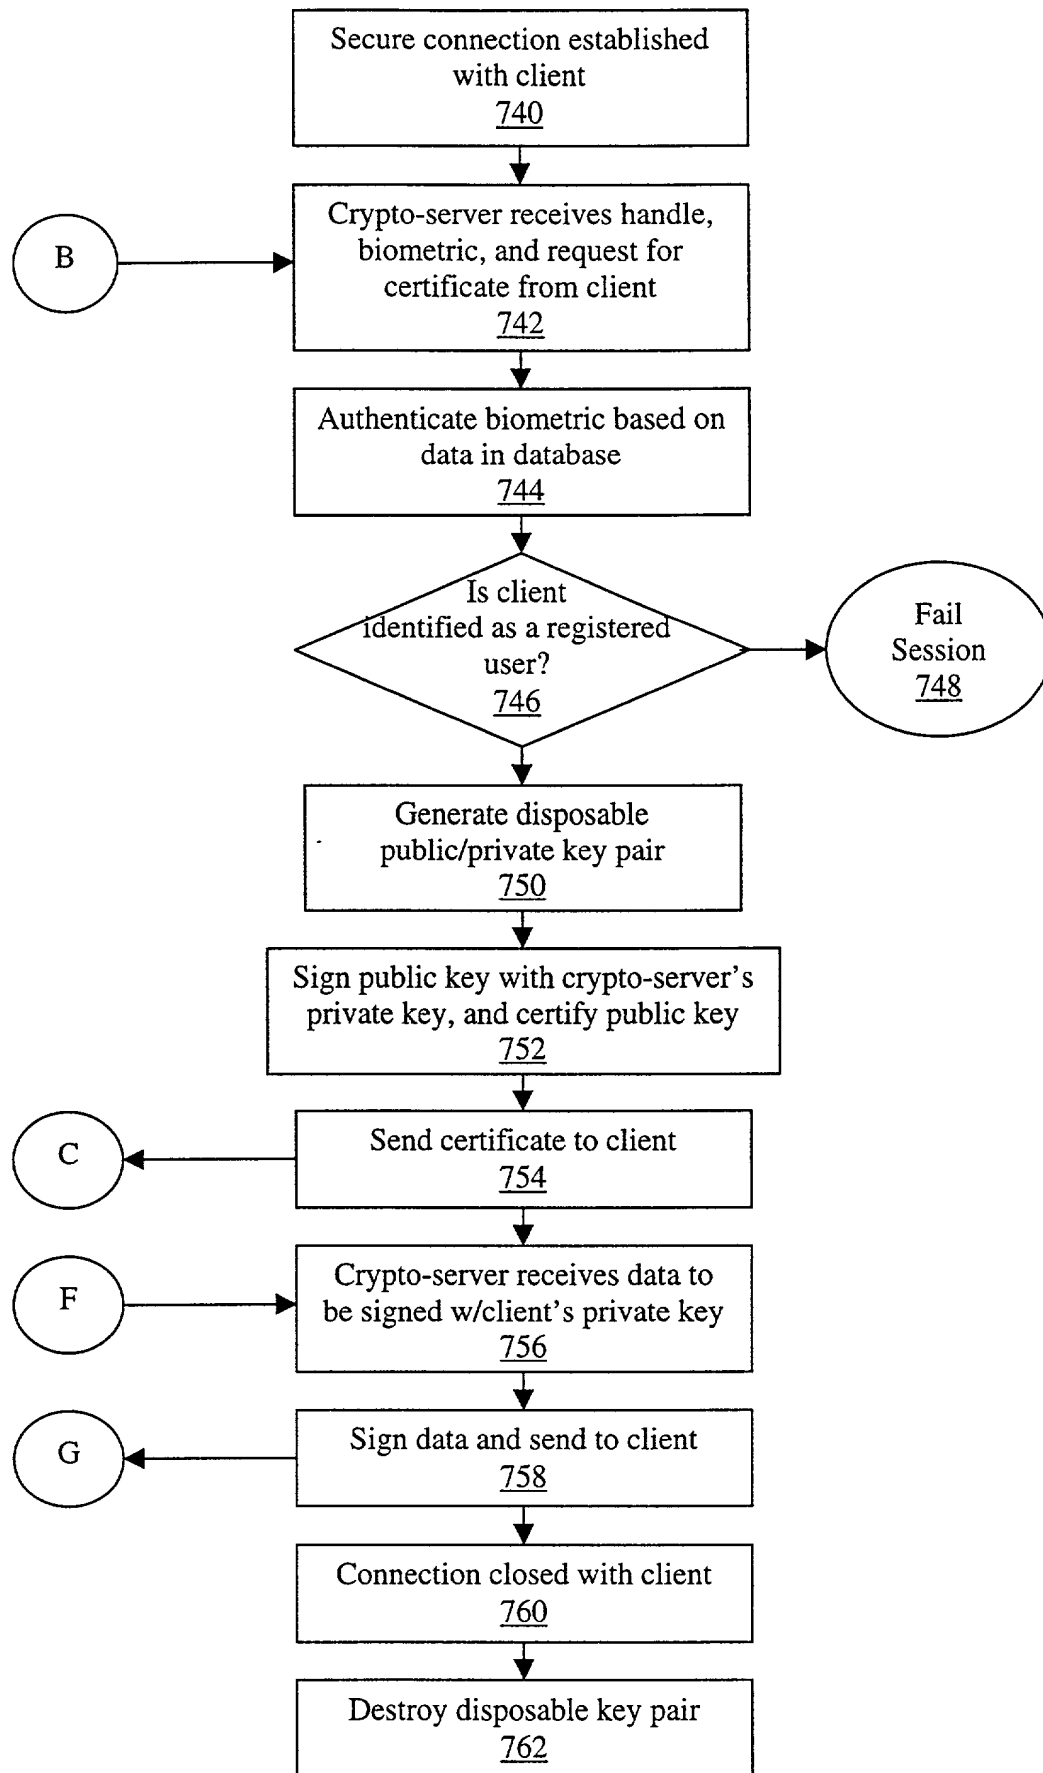 Secure connection established
with client
740
B
Crypto-server receives handle,
biometric, and request for
certificate from client
742
Authenticate biometric based on
data in database
744
Is client
identified as a registered
user?
746
Fail
Session
748
Generate disposable
public/private key pair
750
Sign public key with crypto-server's
private key, and certify public key
752
C
Send certificate to client
754
F
Crypto-server receives data to
be signed w/client's private key
756
G
Sign data and send to client
758
Connection closed with client
760
Destroy disposable key pair
762